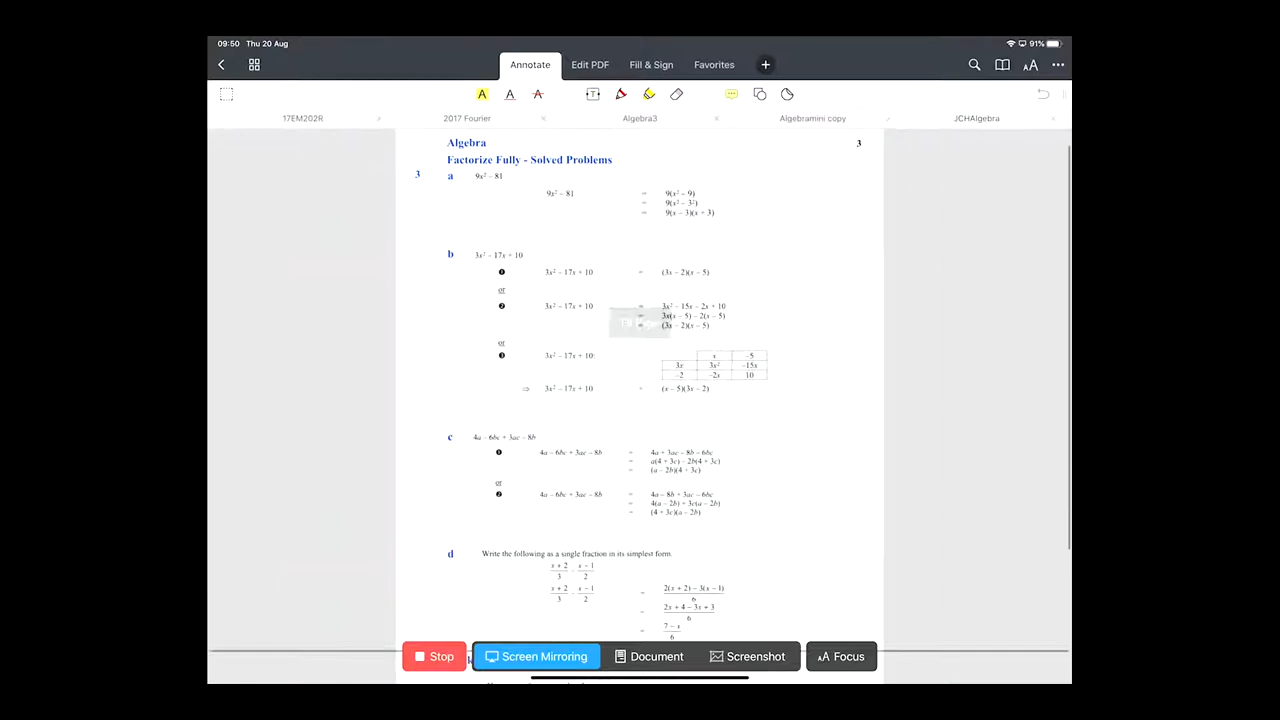 09:50 Thu 20 Aug 91%
Annotate Edit PDF Fill & Sign Favorites
17EM202R 2017 Fourier Algebra3 Algebramini copy JCHAlgebra
Algebra 3
Factorize Fully - Solved Problems
3 a 9x² – 81
9x² – 81 = 9(x² – 9)
= 9(x² – 3²)
= 9(x – 3)(x + 3)
b 3x² – 17x + 10
❶ 3x² – 17x + 10 = (3x – 2)(x – 5)
or
❷ 3x² – 17x + 10 = 3x² – 15x – 2x + 10
= 3x(x – 5) – 2(x – 5)
= (3x – 2)(x – 5)
or
❸ 3x² – 17x + 10:
x –5
3x 3x² –15x
–2 –2x 10
⇒ 3x² – 17x + 10 = (x – 5)(3x – 2)
c 4a – 6bc + 3ac – 8b
❶ 4a – 6bc + 3ac – 8b = 4a + 3ac – 8b – 6bc
= a(4 + 3c) – 2b(4 + 3c)
= (a – 2b)(4 + 3c)
or
❷ 4a – 6bc + 3ac – 8b = 4a – 8b + 3ac – 6bc
= 4(a – 2b) + 3c(a – 2b)
= (4 + 3c)(a – 2b)
d Write the following as a single fraction in its simplest form.
x + 2 x – 1
3 - 2
x + 2 x – 1 2(x + 2) – 3(x – 1)
3 - 2 = 6
= 2x + 4 – 3x + 3
6
= 7 – x
6
Stop Screen Mirroring Document Screenshot AA Focus